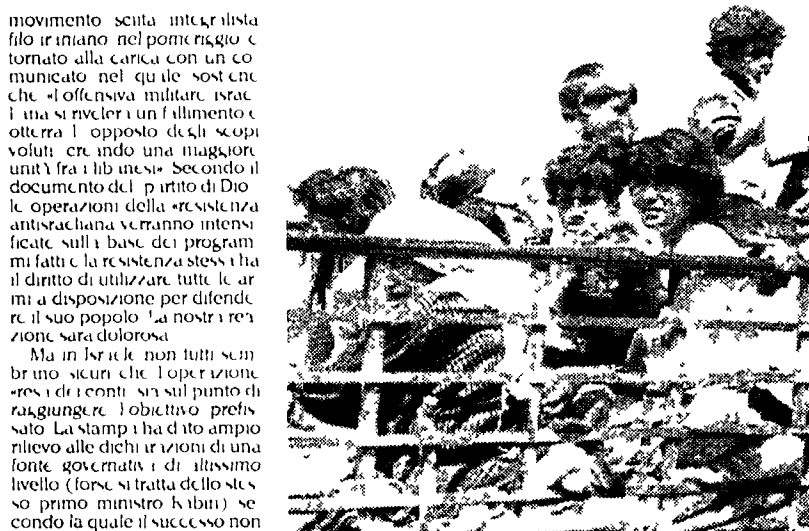 movimento sciita integralista
filo iraniano nel pomeriggio e
tornato alla carica con un co
municato nel quale sostiene
che «l offensiva militare israe
liana si rivelera un fallimento e
otterra l opposto degli scopi
voluti creando una maggiore
unità fra i libanesi» Secondo il
documento del partito di Dio
le operazioni della «resistenza
antisraeliana verranno intensi
ficate sulla base dei program
mi fatti e la resistenza stessa ha
il diritto di utilizzare tutte le ar
mi a disposizione per difende
re il suo popolo La nostra rea
zione sara dolorosa
Ma in Israele non tutti sem
brano sicuri che l operazione
«resa dei conti sia sul punto di
raggiungere l obiettivo prefis
sato La stampa ha dato ampio
rilievo alle dichiarazioni di una
fonte governativa di altissimo
livello (forse si tratta dello stes
so primo ministro Rabin) se
condo la quale il successo non